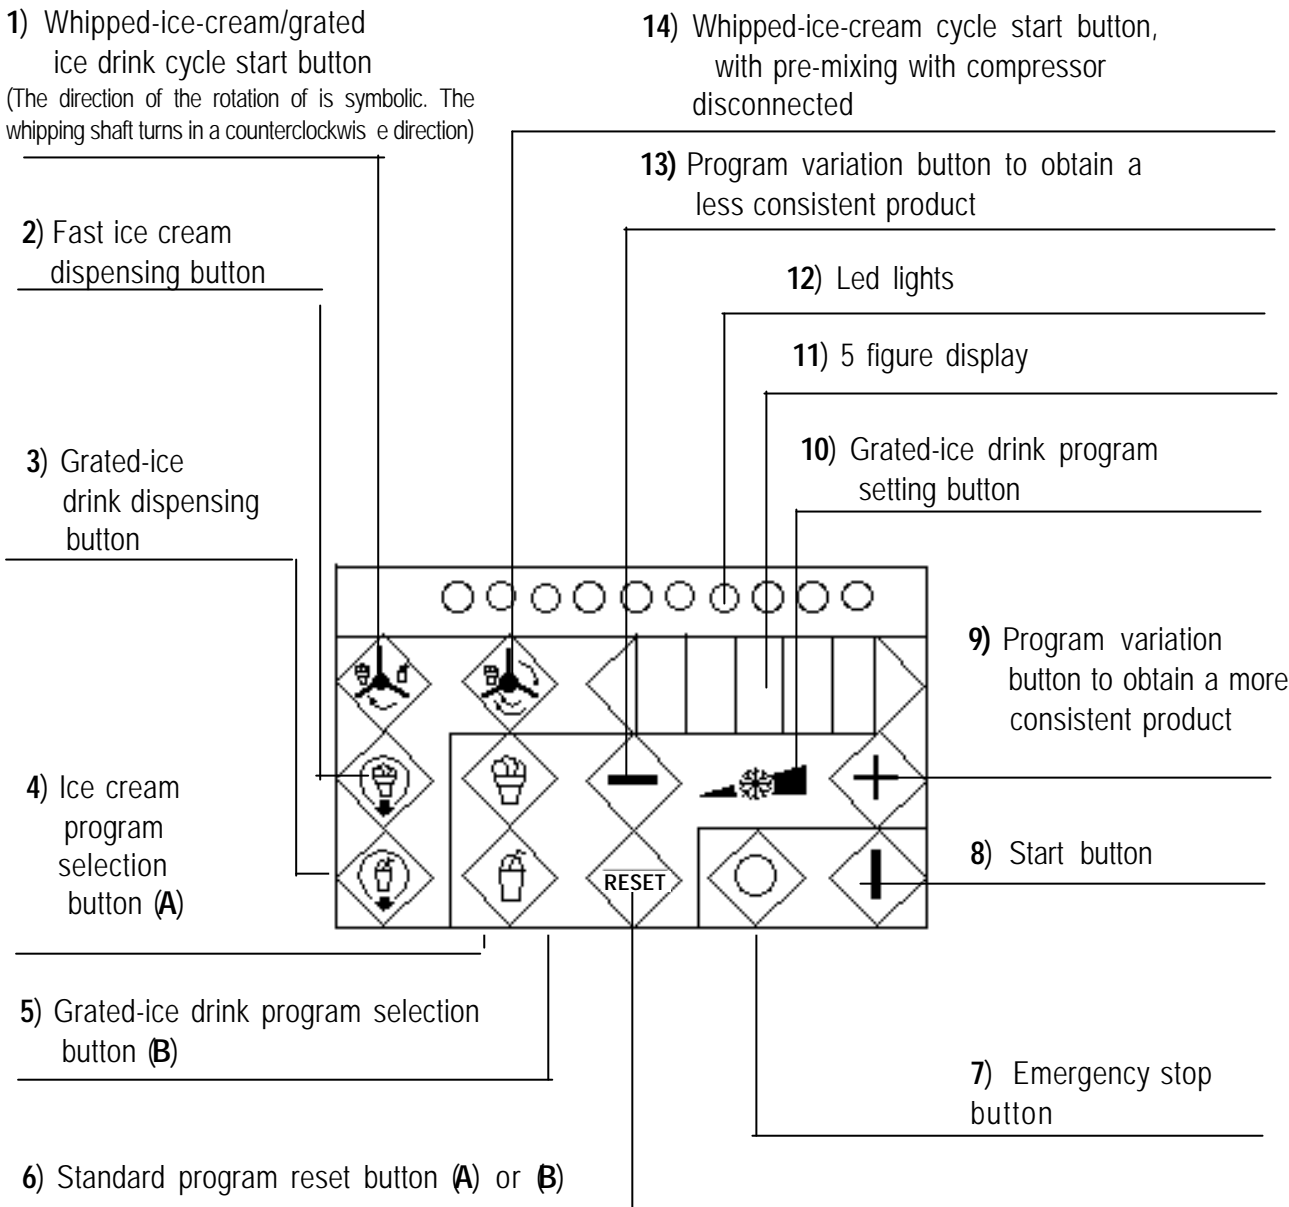 1) Whipped-ice-cream/grated
ice drink cycle start button
(The direction of the rotation of is symbolic. The
whipping shaft turns in a counterclockwis e direction)
2) Fast ice cream
dispensing button
3) Grated-ice
drink dispensing
button
4) Ice cream
program
selection
button (A)
5) Grated-ice drink program selection
button (B)
6) Standard program reset button (A) or (B)
14) Whipped-ice-cream cycle start button,
with pre-mixing with compressor
disconnected
13) Program variation button to obtain a
less consistent product
12) Led lights
11) 5 figure display
10) Grated-ice drink program
setting button
9) Program variation
button to obtain a more
consistent product
8) Start button
7) Emergency stop
button
RESET